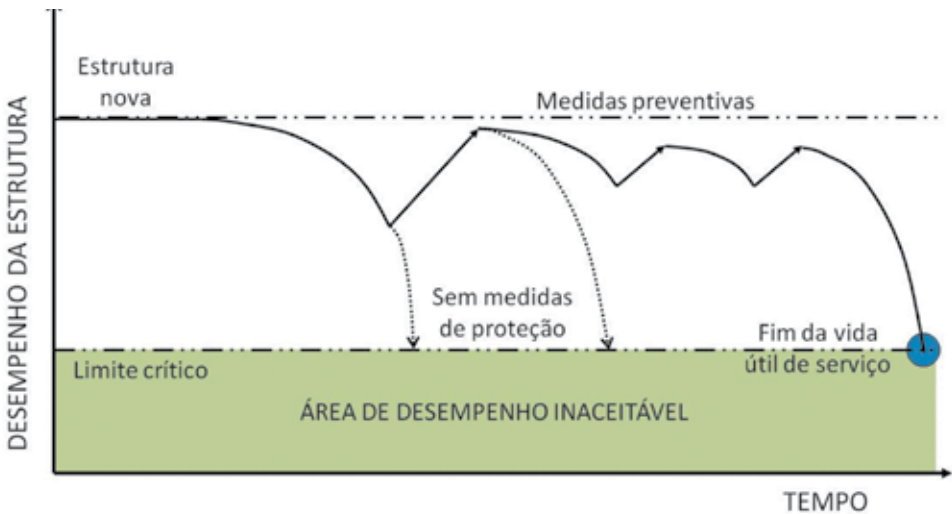 DESEMPENHO DA ESTRUTURA
Estrutura
nova
Medidas preventivas
Sem medidas
de proteção
Fim da vida
útil de serviço
Limite crítico
ÁREA DE DESEMPENHO INACEITÁVEL
TEMPO